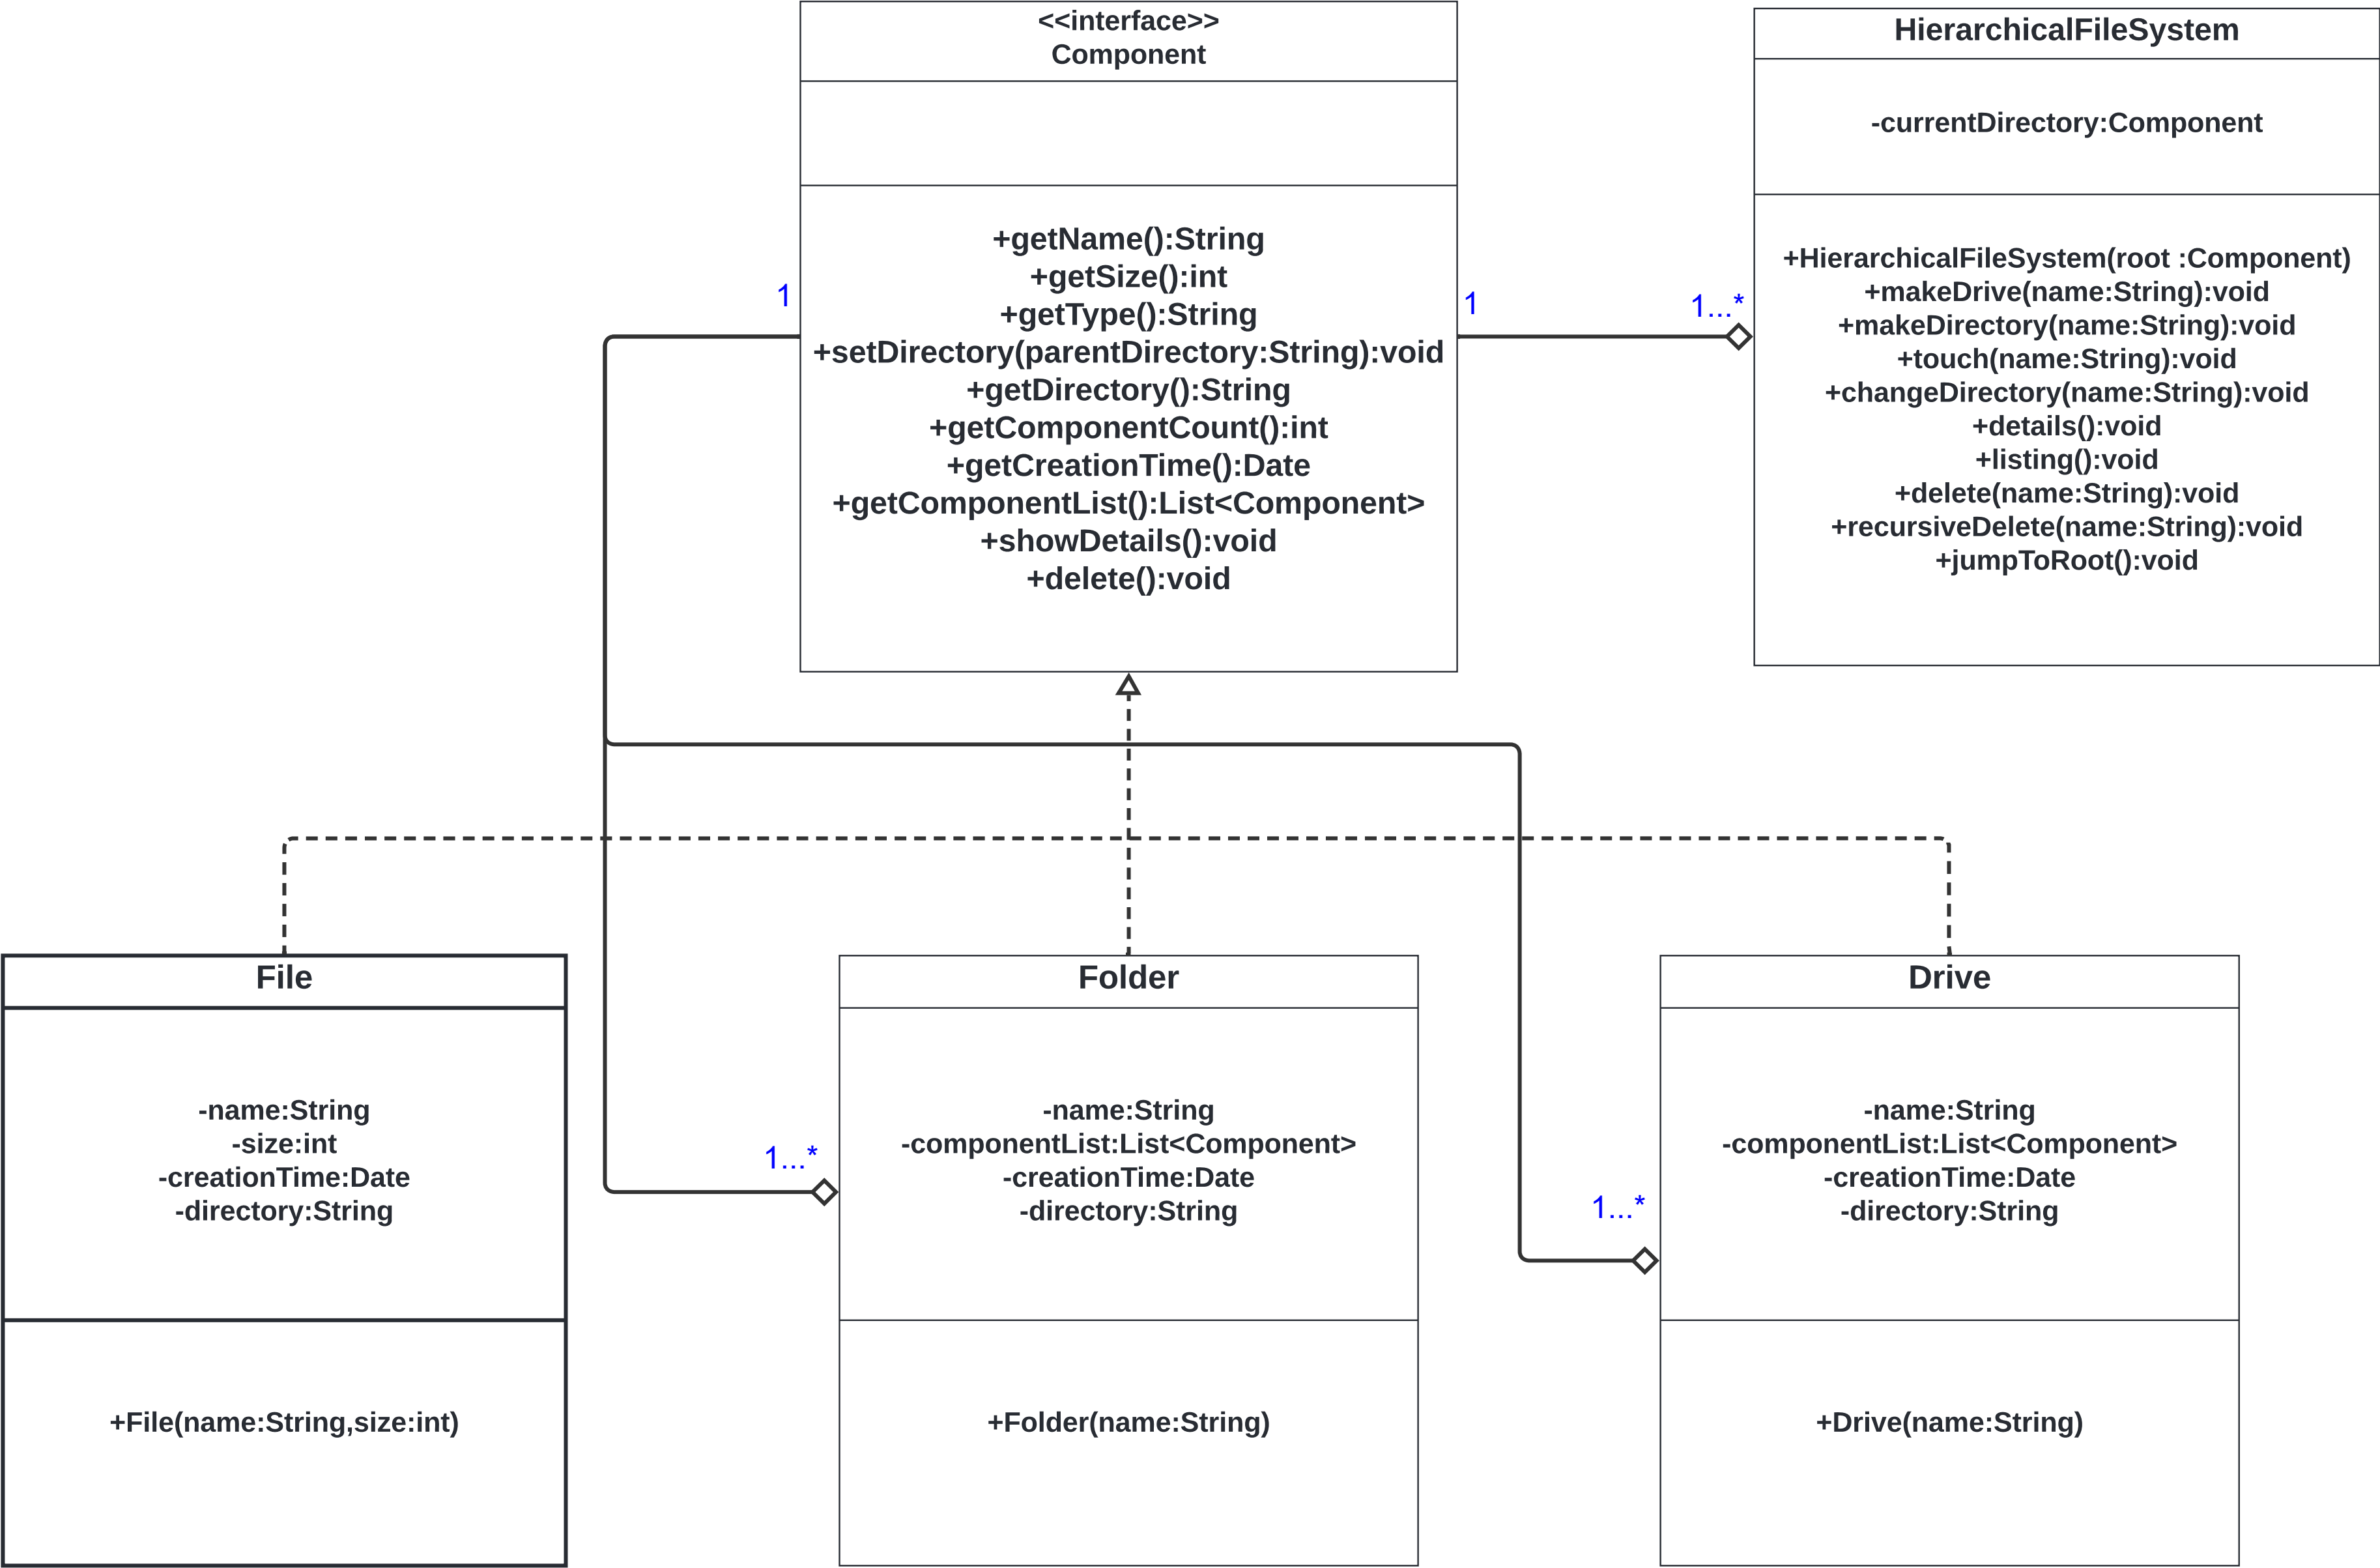 <<interface>>
Component
+getName():String
+getSize():int
+getType():String
+setDirectory(parentDirectory:String):void
+getDirectory():String
+getComponentCount():int
+getCreationTime():Date
+getComponentList():List<Component>
+showDetails():void
+delete():void
HierarchicalFileSystem
-currentDirectory:Component
+HierarchicalFileSystem(root :Component)
+makeDrive(name:String):void
+makeDirectory(name:String):void
+touch(name:String):void
+changeDirectory(name:String):void
+details():void
+listing():void
+delete(name:String):void
+recursiveDelete(name:String):void
+jumpToRoot():void
1
1
1...*
File
-name:String
-size:int
-creationTime:Date
-directory:String
+File(name:String,size:int)
1...*
Folder
-name:String
-componentList:List<Component>
-creationTime:Date
-directory:String
+Folder(name:String)
1...*
Drive
-name:String
-componentList:List<Component>
-creationTime:Date
-directory:String
+Drive(name:String)